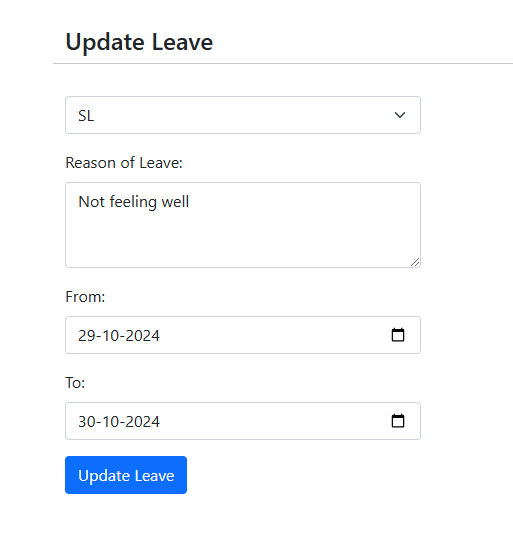 Update Leave
SL
Reason of Leave:
Not feeling well
From:
29-10-2024
To:
30-10-2024
Update Leave